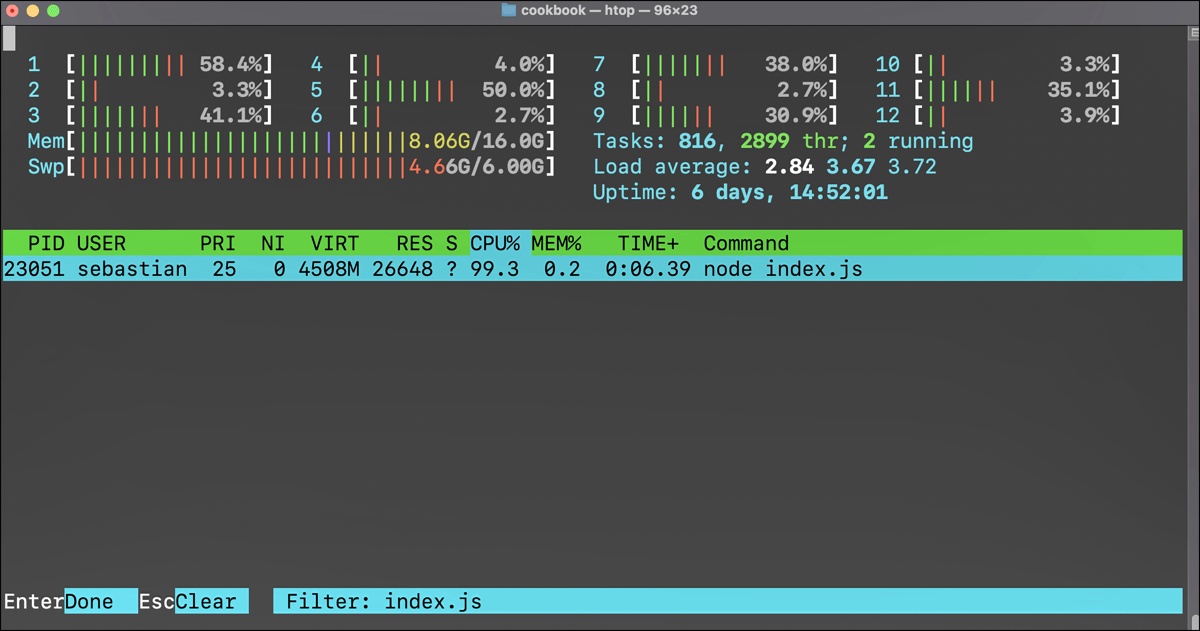 cookbook — htop — 96×23
1 [||||||||| 58.4%] 4 [|| 4.0%] 7 [||||||| 38.0%] 10 [|| 3.3%]
2 [|| 3.3%] 5 [|||||||| 50.0%] 8 [|| 2.7%] 11 [|||||| 35.1%]
3 [||||||| 41.1%] 6 [|| 2.7%] 9 [|||||| 30.9%] 12 [|| 3.9%]
Mem[|||||||||||||||||||||||||||8.06G/16.0G] Tasks: 816, 2899 thr; 2 running
Swp[|||||||||||||||||||||||||||4.66G/6.00G] Load average: 2.84 3.67 3.72
Uptime: 6 days, 14:52:01
PID USER PRI NI VIRT RES S CPU% MEM% TIME+ Command
23051 sebastian 25 0 4508M 26648 ? 99.3 0.2 0:06.39 node index.js
EnterDone EscClear Filter: index.js